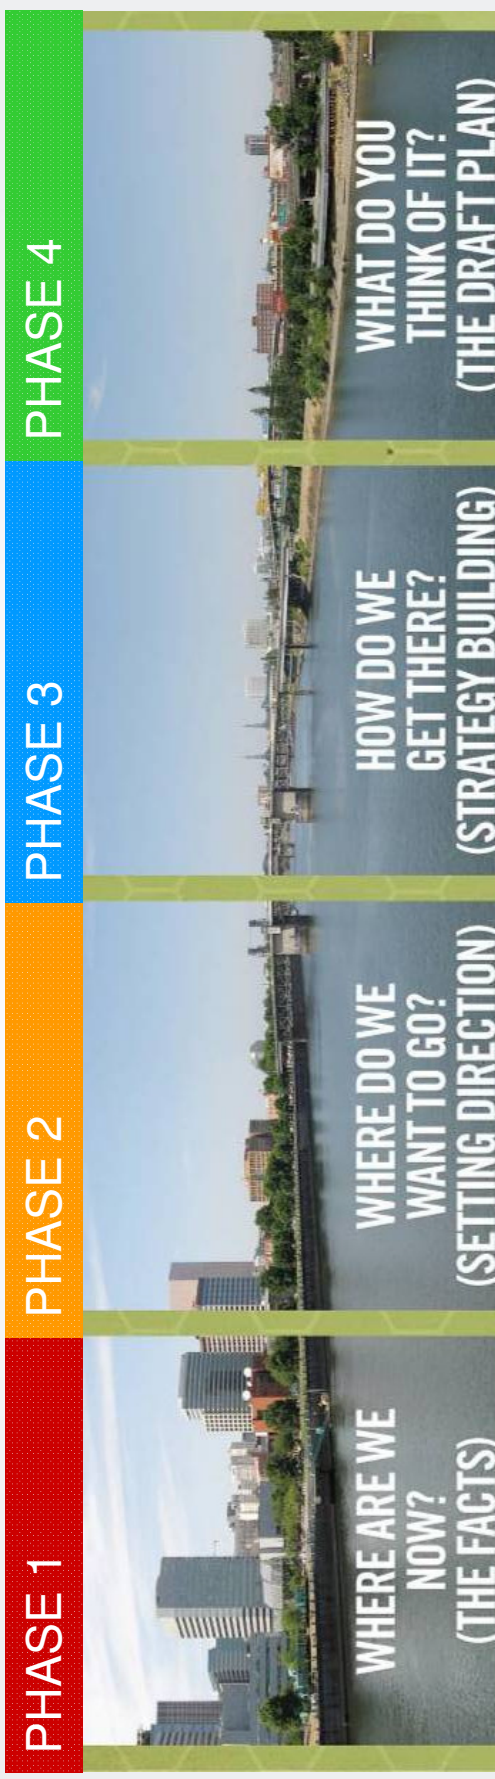 PHASE 1
WHERE ARE WE
NOW?
(THE FACTS)
PHASE 2
WHERE DO WE
WANT TO GO?
(SETTING DIRECTION)
PHASE 3
HOW DO WE
GET THERE?
(STRATEGY BUILDING)
PHASE 4
WHAT DO YOU
THINK OF IT?
(THE DRAFT PLAN)